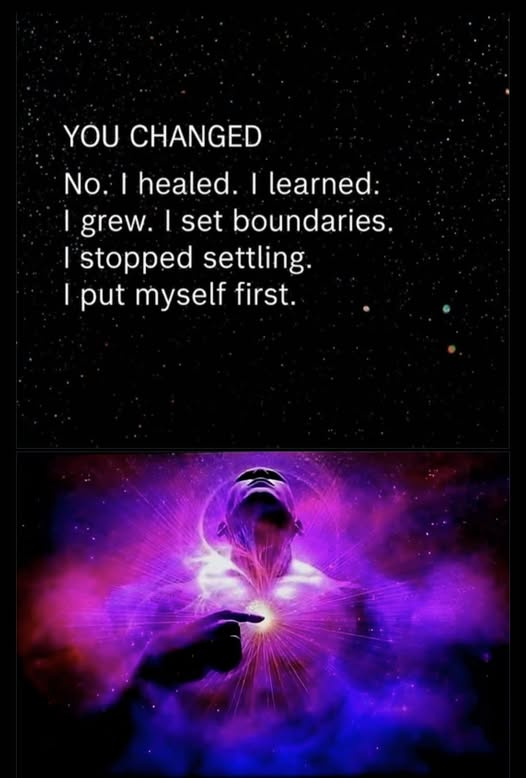 YOU CHANGED
No. I healed. I learned.
I grew. I set boundaries.
I stopped settling.
I put myself first.